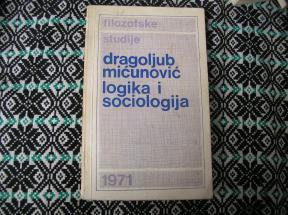 filozofske
studije
dragoljub
mićunović
logika i
sociologija
1971